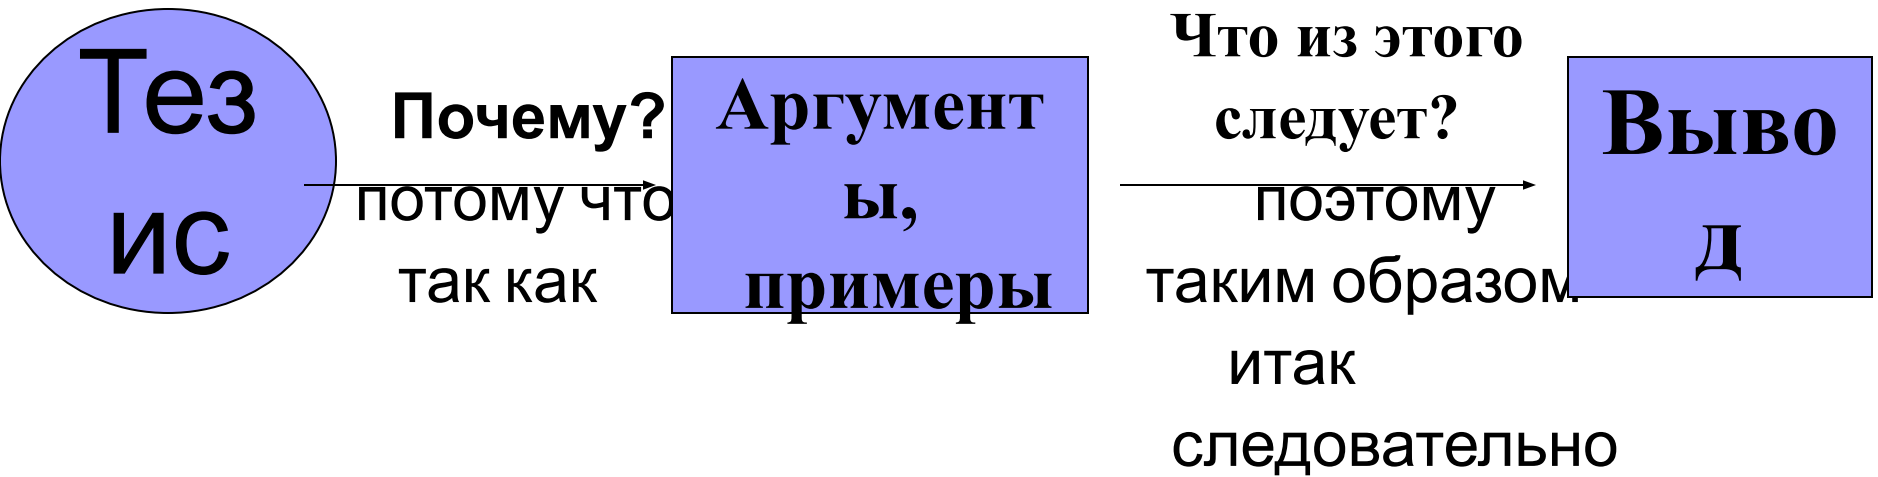 Тез
ис
Почему?
потому что
так как
Аргумент
ы,
примеры
Что из этого
следует?
поэтому
таким образом
итак
следовательно
Выво
д